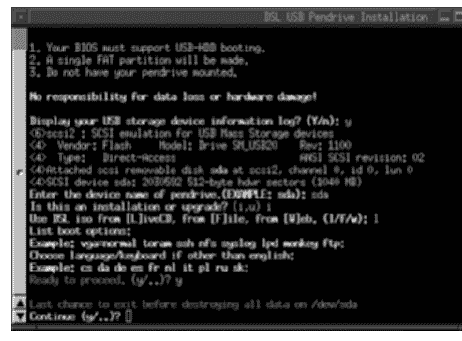 DSL USB Pendrive Installation
1. Your BIOS must support USB-HDD booting.
2. A single FAT partition will be made.
3. Do not have your pendrive mounted.
No responsibility for data loss or hardware damage!
Display your USB storage device information log? (Y/n): y
<6>scsi2 : SCSI emulation for USB Mass Storage devices
<4>  Vendor: Flash     Model: Drive SM_USB20    Rev: 1100
<4>  Type:   Direct-Access                      ANSI SCSI revision: 02
<4>Attached scsi removable disk sda at scsi2, channel 0, id 0, lun 0
<4>SCSI device sda: 2030592 512-byte hdwr sectors (1040 MB)
Enter the device name of pendrive.(EXAMPLE: sda): sda
Is this an installation or upgrade? (i,u) i
Use DSL iso from [L]iveCD, from [F]ile, from [W]eb, (l/f/w): l
List boot options:
Example: vga=normal toram ssh nfs syslog lpd monkey ftp:
Choose language/keyboard if other than english:
Example: cs da de es fr nl it pl ru sk:
Ready to proceed. (y/..)? y
Last chance to exit before destroying all data on /dev/sda
Continue (y/..)?